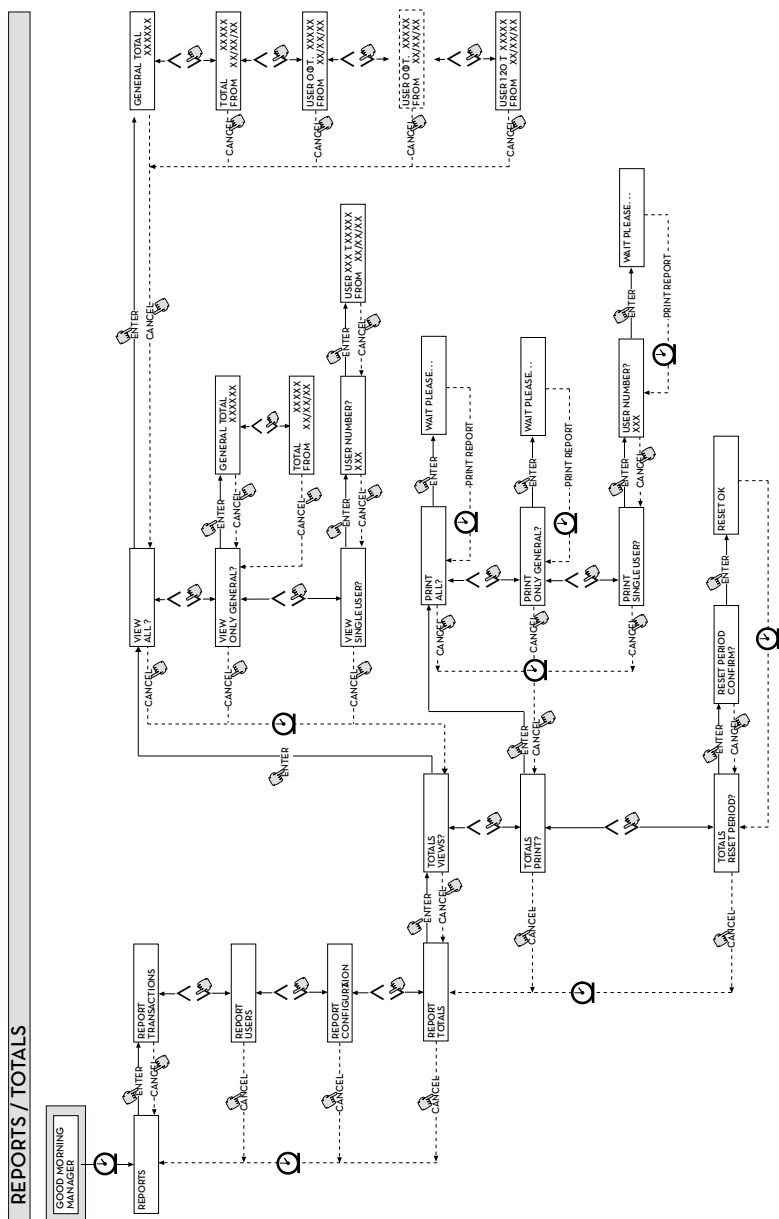 REPORTS / TOTALS
GOOD MORNING
MANAGER
REPORTS
ENTER
CANCEL
REPORT
TRANSACTIONS
REPORT
USERS
CANCEL
REPORT
CONFIGURAZION
CANCEL
REPORT
TOTALS
CANCEL
ENTER
CANCEL
TOTALS
VIEWS?
ENTER
TOTALS
PRINT?
CANCEL
ENTER
CANCEL
TOTALS
RESET PERIOD?
CANCEL
ENTER
CANCEL
RESET PERIOD
CONFIRM?
ENTER
RESET OK
VIEW
ALL?
CANCEL
ENTER
CANCEL
VIEW
ONLY GENERAL?
CANCEL
ENTER
CANCEL
GENERAL TOTAL
XXXXXX
TOTAL XXXXX
FROM XX/XX/XX
CANCEL
VIEW
SINGLE USER?
CANCEL
ENTER
CANCEL
USER NUMBER?
XXX
ENTER
CANCEL
USER XXX T XXXXX
FROM XX/XX/XX
PRINT
ALL?
CANCEL
ENTER
WAIT PLEASE...
PRINT REPORT
PRINT
ONLY GENERAL?
CANCEL
ENTER
WAIT PLEASE...
PRINT REPORT
PRINT
SINGLE USER?
CANCEL
ENTER
CANCEL
USER NUMBER?
XXX
ENTER
WAIT PLEASE...
PRINT REPORT
GENERAL TOTAL
XXXXXX
TOTAL XXXXX
FROM XX/XX/XX
CANCEL
USER 001T. XXXXX
FROM XX/XX/XX
CANCEL
USER 001T. XXXXX
FROM XX/XX/XX
CANCEL
USER 120 T XXXXX
FROM XX/XX/XX
CANCEL